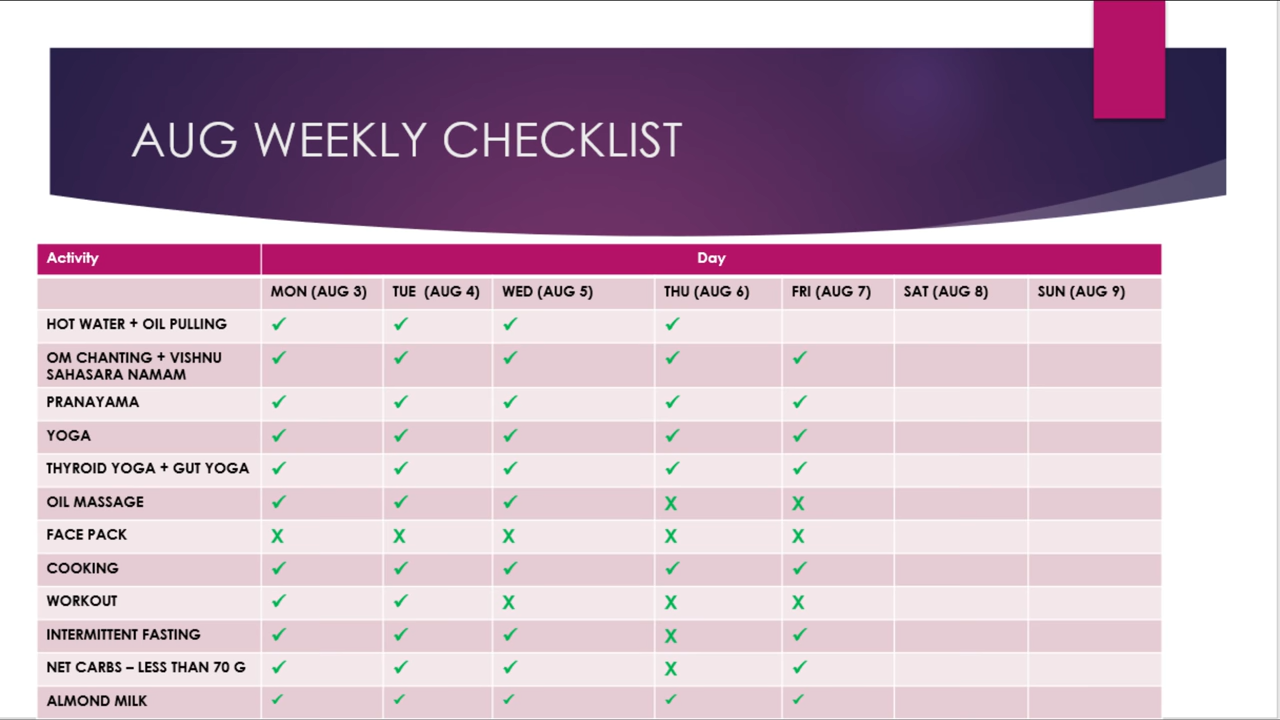 AUG WEEKLY CHECKLIST
Activity Day
MON (AUG 3) TUE (AUG 4) WED (AUG 5) THU (AUG 6) FRI (AUG 7) SAT (AUG 8) SUN (AUG 9)
HOT WATER + OIL PULLING ✓ ✓ ✓ ✓
OM CHANTING + VISHNU
SAHASARA NAMAM ✓ ✓ ✓ ✓ ✓
PRANAYAMA ✓ ✓ ✓ ✓ ✓
YOGA ✓ ✓ ✓ ✓ ✓
THYROID YOGA + GUT YOGA ✓ ✓ ✓ ✓ ✓
OIL MASSAGE ✓ ✓ ✓ X X
FACE PACK X X X X X
COOKING ✓ ✓ ✓ ✓ ✓
WORKOUT ✓ ✓ X X X
INTERMITTENT FASTING ✓ ✓ ✓ X ✓
NET CARBS – LESS THAN 70 G ✓ ✓ ✓ X ✓
ALMOND MILK ✓ ✓ ✓ ✓ ✓